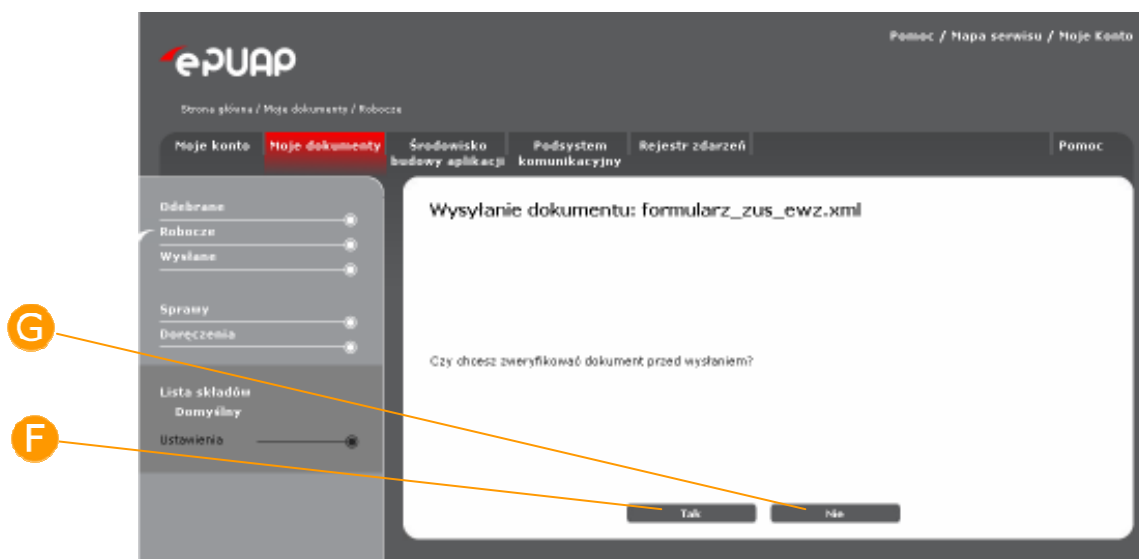 Pomoc / Mapa serwisu / Moje Konto
ePUAP
Strona główna / Moje dokumenty / Robocze
Moje konto Moje dokumenty Środowisko budowy aplikacji Podsystem komunikacyjny Rejestr zdarzeń Pomoc
Odebrane
Robocze
Wysłane
Sprawy
Doręczenia
Lista składów
Domyślny
Ustawienia
Wysyłanie dokumentu: formularz_zus_ewz.xml
Czy chcesz zweryfikować dokument przed wysłaniem?
Tak Nie
G
F